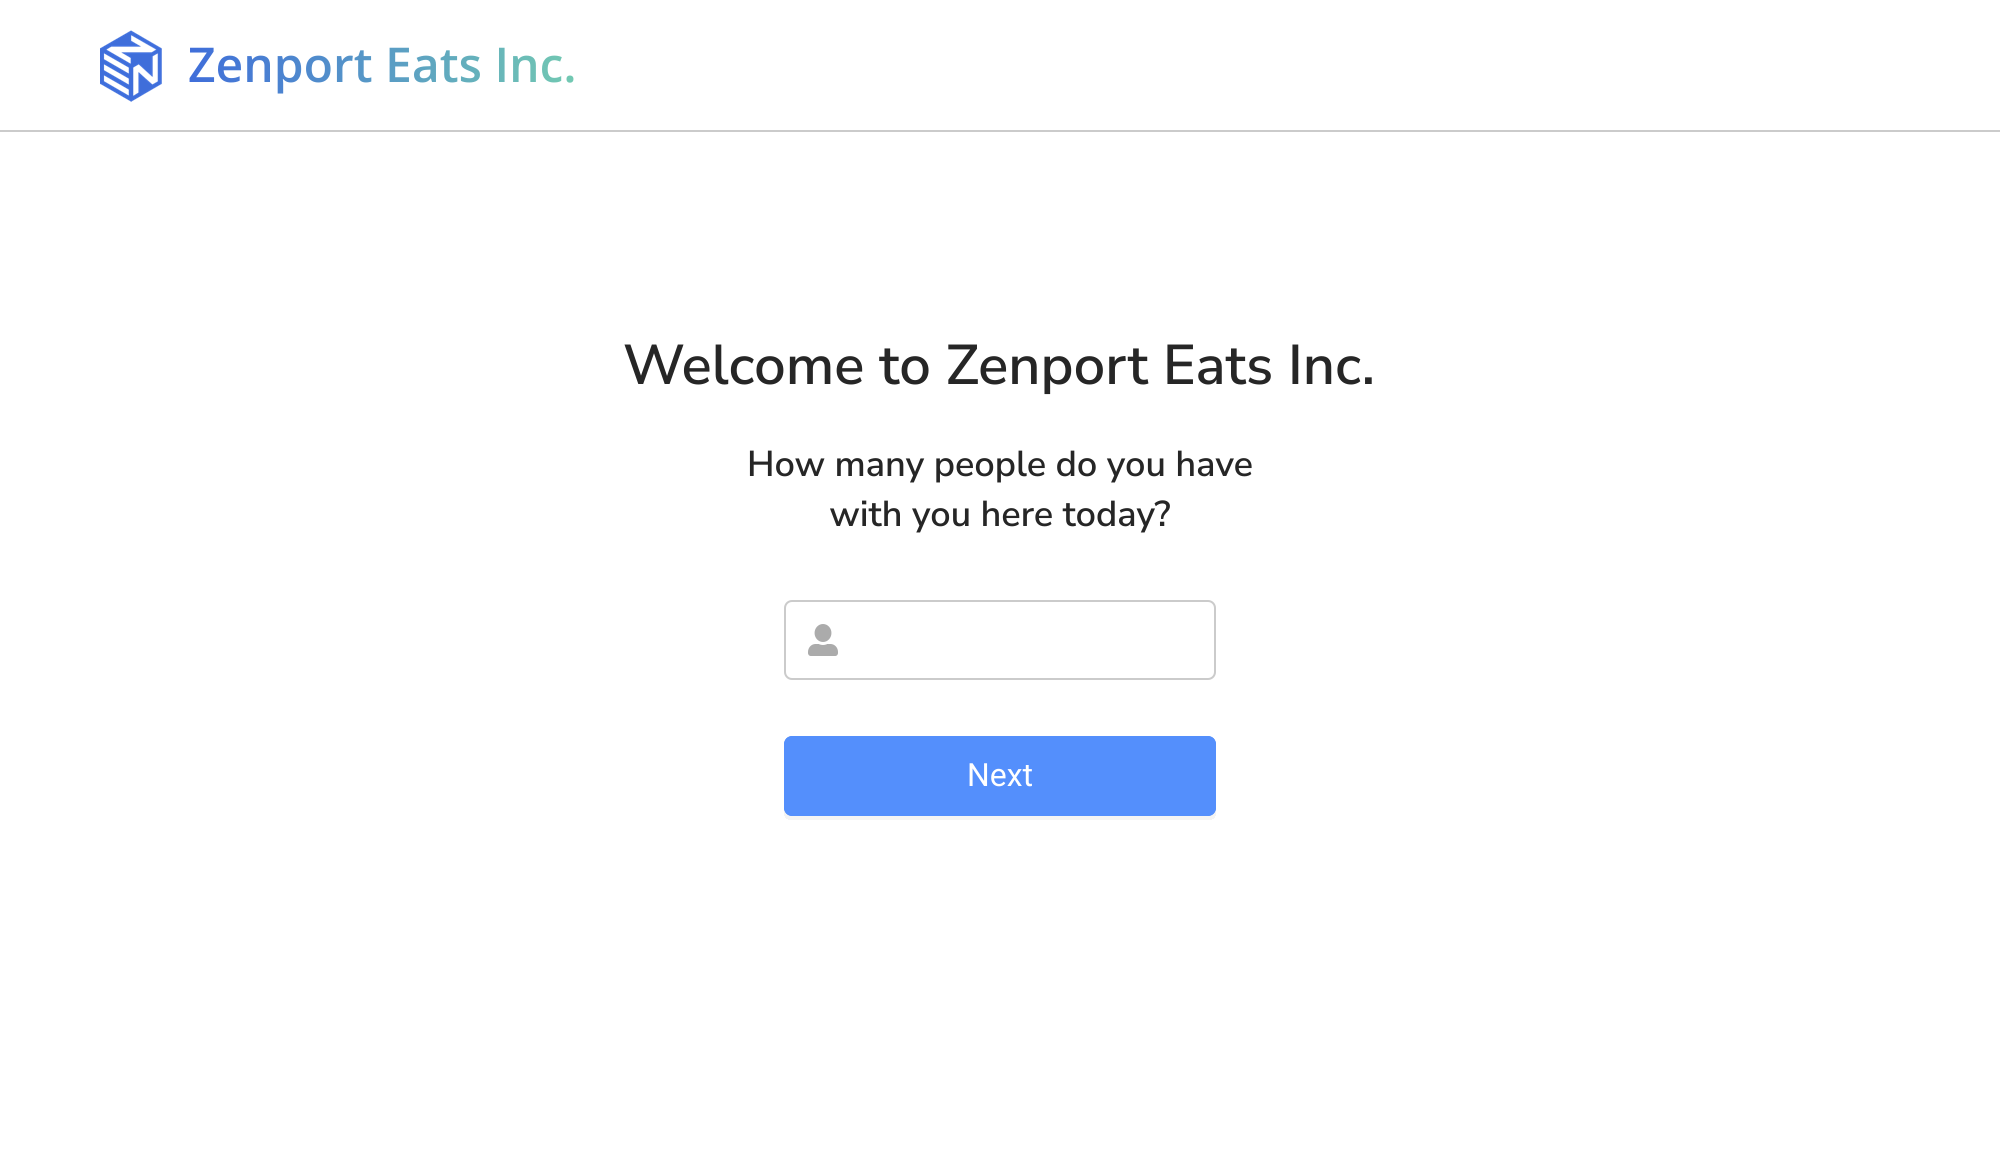 Zenport Eats Inc.
Welcome to Zenport Eats Inc.
How many people do you have
with you here today?
Next